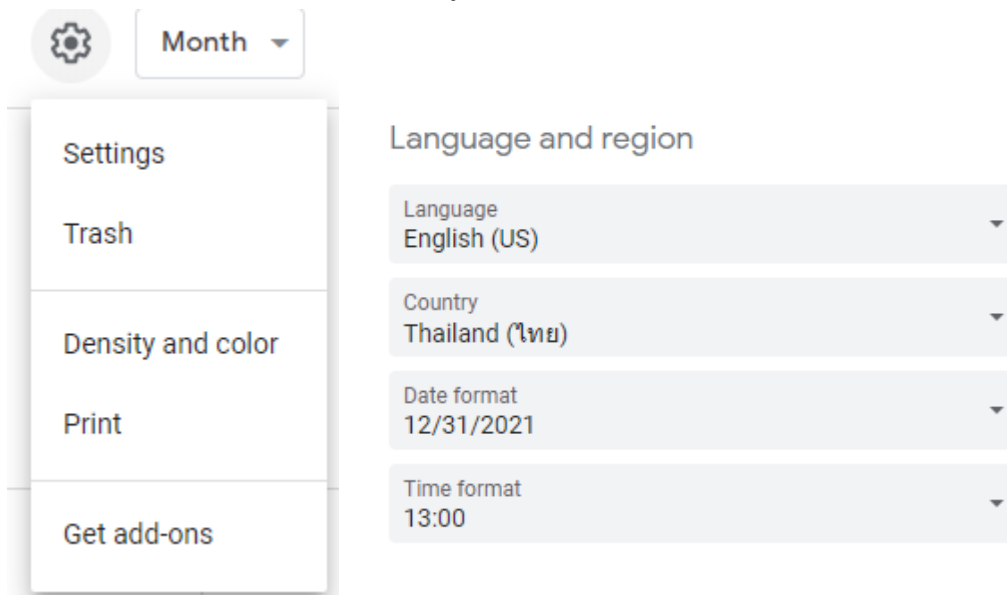 Month
Settings
Trash
Density and color
Print
Get add-ons
Language and region
Language
English (US)
Country
Thailand (ไทย)
Date format
12/31/2021
Time format
13:00